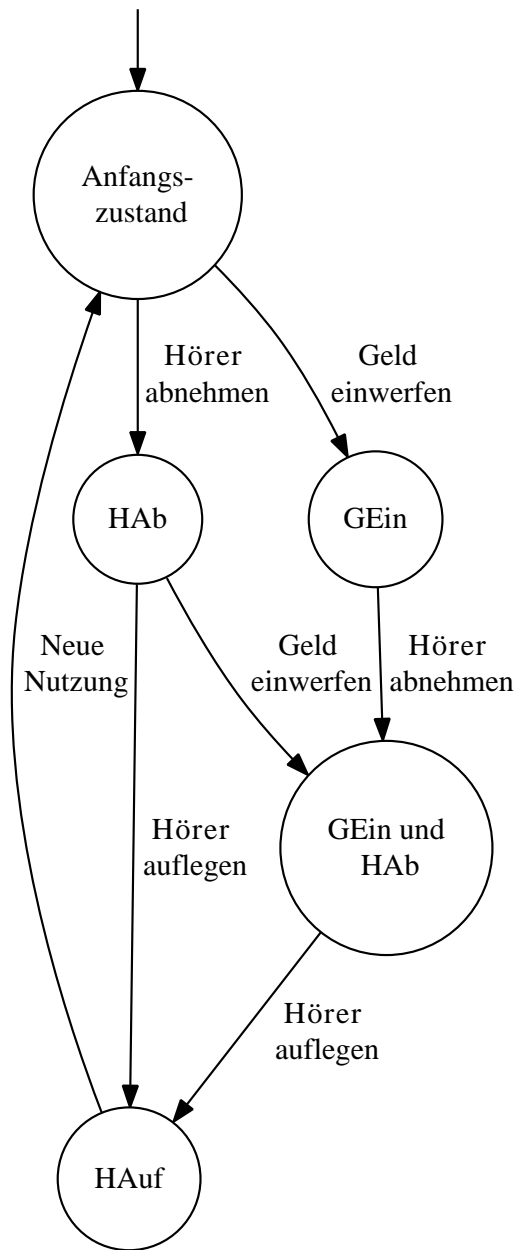 Anfangs-
zustand
Hörer
abnehmen
Geld
einwerfen
HAb
GEin
Neue
Nutzung
Geld
einwerfen
Hörer
abnehmen
Hörer
auflegen
GEin und
HAb
Hörer
auflegen
HAuf